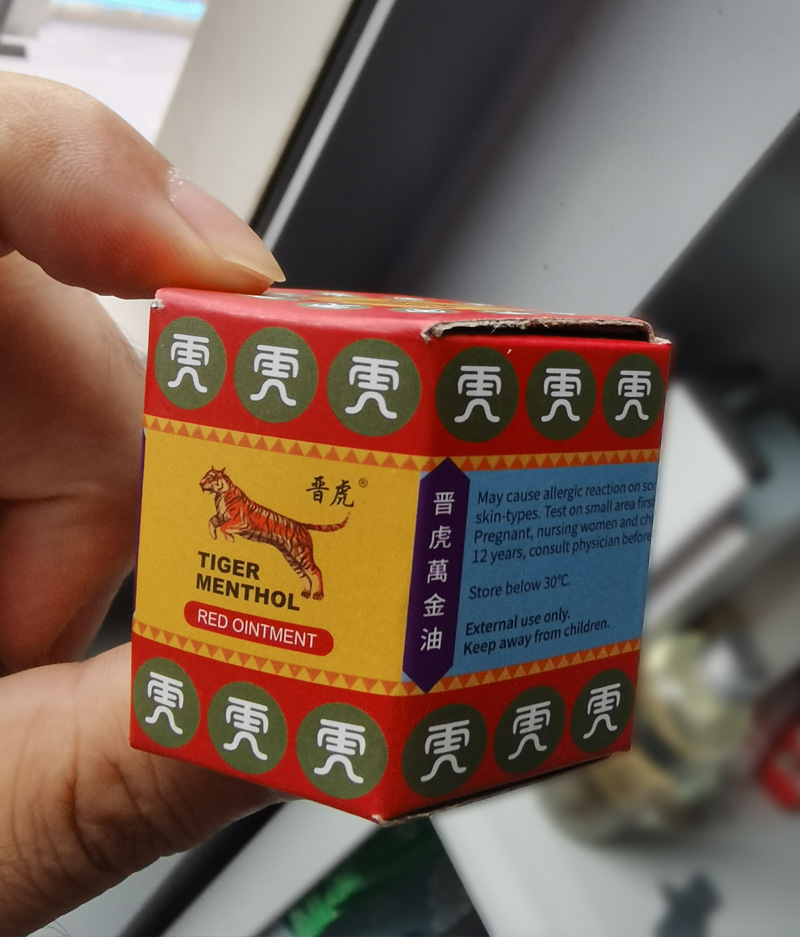 晋虎®
TIGER
MENTHOL
RED OINTMENT
晋虎萬金油
May cause allergic reaction on
skin-types. Test on small area
Pregnant, nursing women and
12 years, consult physician before
Store below 30℃.
External use only.
Keep away from children.